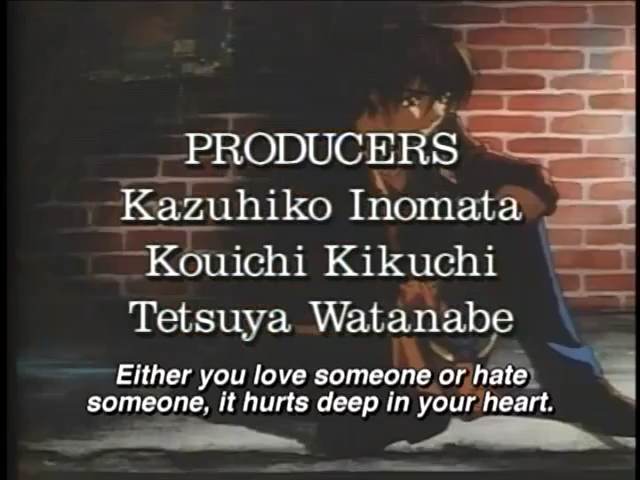 PRODUCERS
Kazuhiko Inomata
Kouichi Kikuchi
Tetsuya Watanabe
Either you love someone or hate
someone, it hurts deep in your heart.